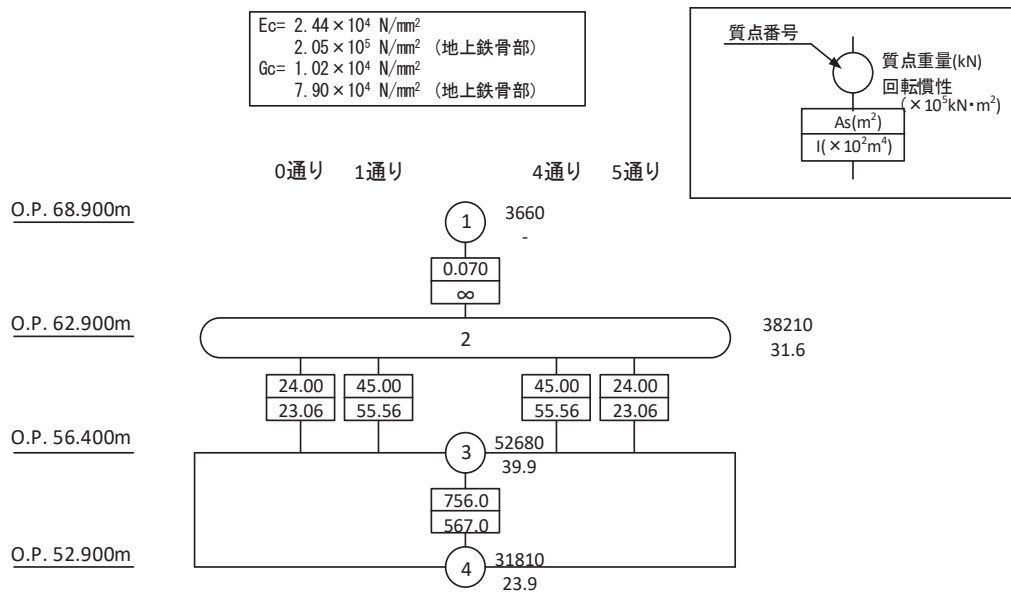 Ec= 2.44×10⁴ N/mm²
2.05×10⁵ N/mm² (地上鉄骨部)
Gc= 1.02×10⁴ N/mm²
7.90×10⁴ N/mm² (地上鉄骨部)
質点番号
質点重量(kN)
回転慣性
(×10⁵kN・m²)
As(m²)
I(×10²m⁴)
0通り 1通り 4通り 5通り
O.P. 68.900m
1
3660
-
0.070
∞
O.P. 62.900m
2
38210
31.6
24.00 45.00 45.00 24.00
23.06 55.56 55.56 23.06
O.P. 56.400m
3
52680
39.9
756.0
567.0
O.P. 52.900m
4
31810
23.9